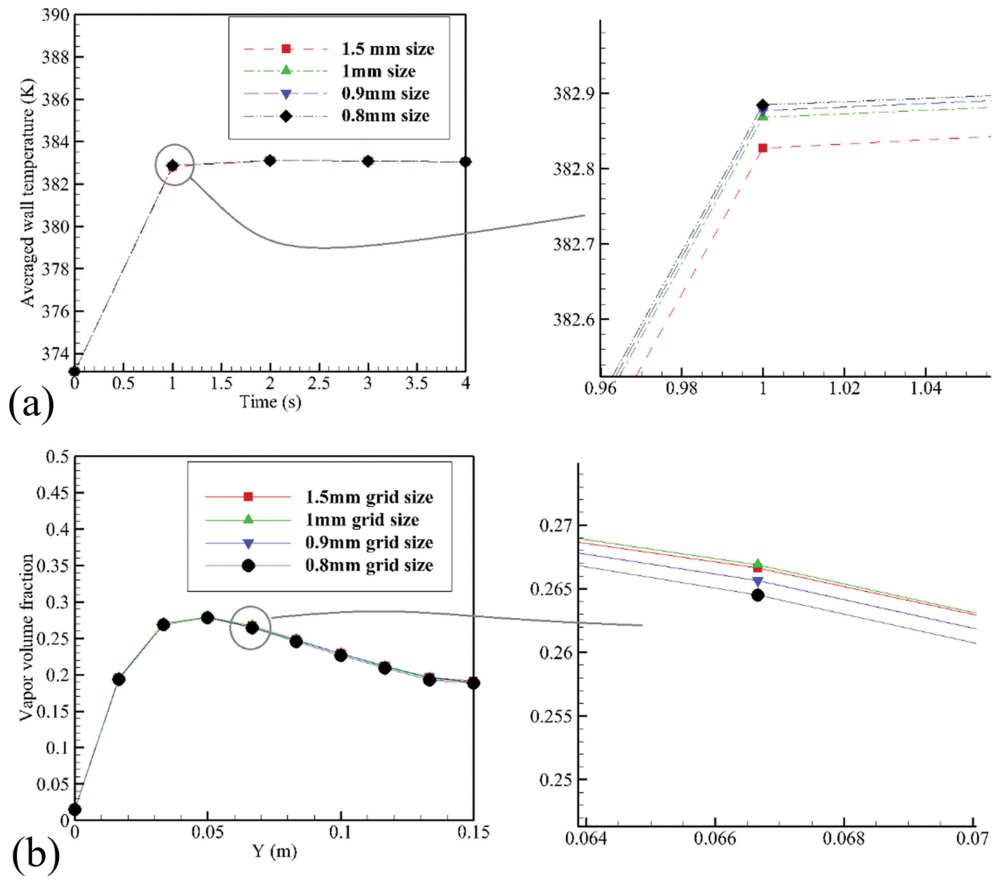 390
388
386
384
382
380
378
376
374
Averaged wall temperature (K)
1.5 mm size
1mm size
0.9mm size
0.8mm size
0 0.5 1 1.5 2 2.5 3 3.5 4
Time (s)
(a)
382.9
382.8
382.7
382.6
0.96 0.98 1 1.02 1.04
0.5
0.45
0.4
0.35
0.3
0.25
0.2
0.15
0.1
0.05
0
Vapor volume fraction
1.5mm grid size
1mm grid size
0.9mm grid size
0.8mm grid size
0 0.05 0.1 0.15
Y (m)
(b)
0.27
0.265
0.26
0.255
0.25
0.064 0.066 0.068 0.07